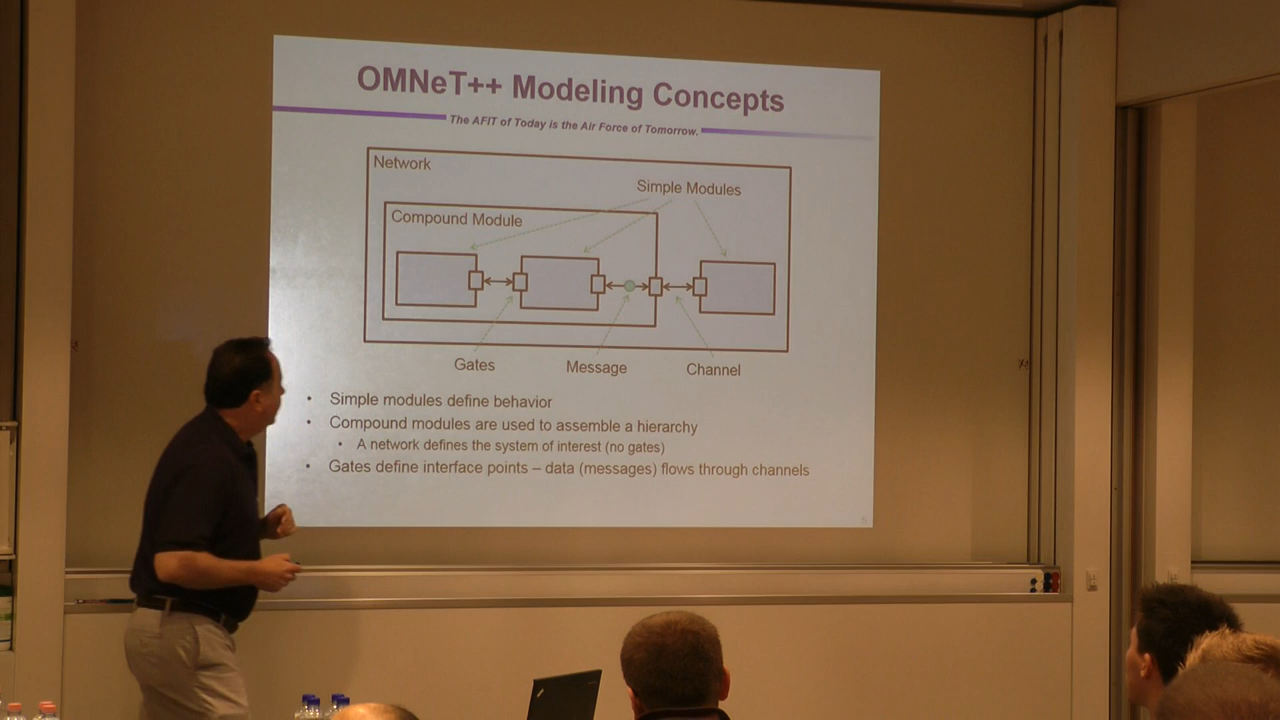 OMNeT++ Modeling Concepts
The AFIT of Today is the Air Force of Tomorrow.
Network
Simple Modules
Compound Module
Gates
Message
Channel
• Simple modules define behavior
• Compound modules are used to assemble a hierarchy
• A network defines the system of interest (no gates)
• Gates define interface points – data (messages) flows through channels